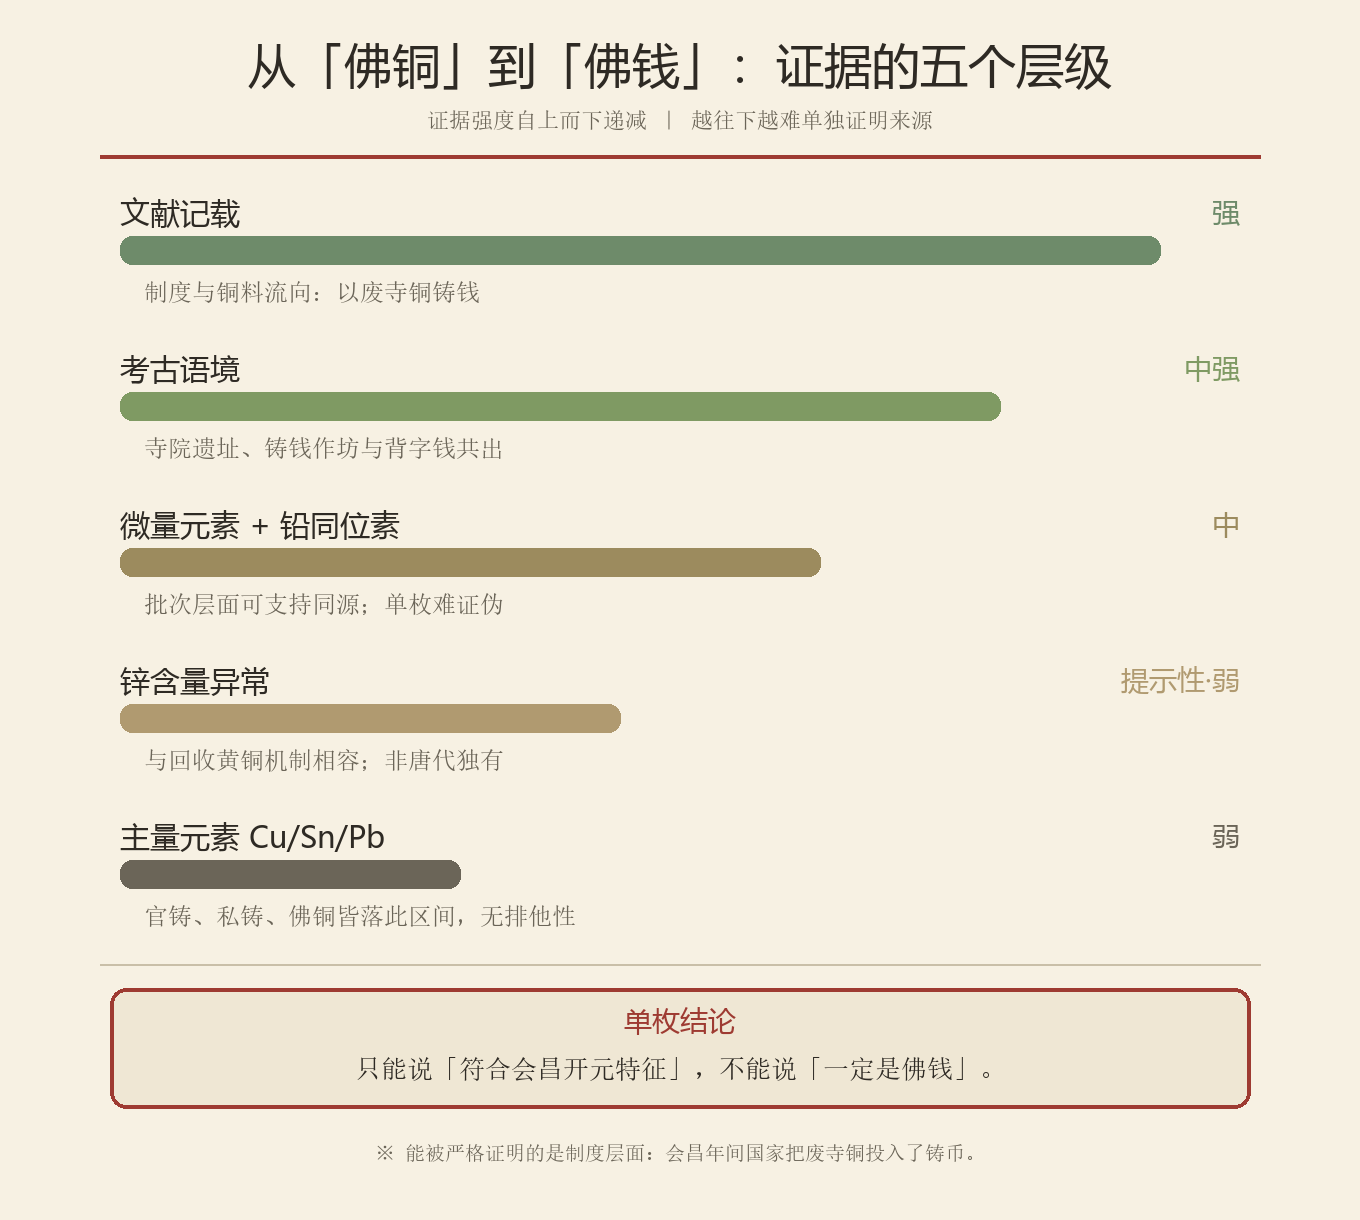 从「佛铜」到「佛钱」：证据的五个层级
证据强度自上而下递减 ｜ 越往下越难单独证明来源
文献记载
强
制度与铜料流向：以废寺铜铸钱
考古语境
中强
寺院遗址、铸钱作坊与背字钱共出
微量元素 + 铅同位素
中
批次层面可支持同源；单枚难证伪
锌含量异常
提示性·弱
与回收黄铜机制相容；非唐代独有
主量元素 Cu/Sn/Pb
弱
官铸、私铸、佛铜皆落此区间，无排他性
单枚结论
只能说「符合会昌开元特征」，不能说「一定是佛钱」。
※ 能被严格证明的是制度层面：会昌年间国家把废寺铜投入了铸币。